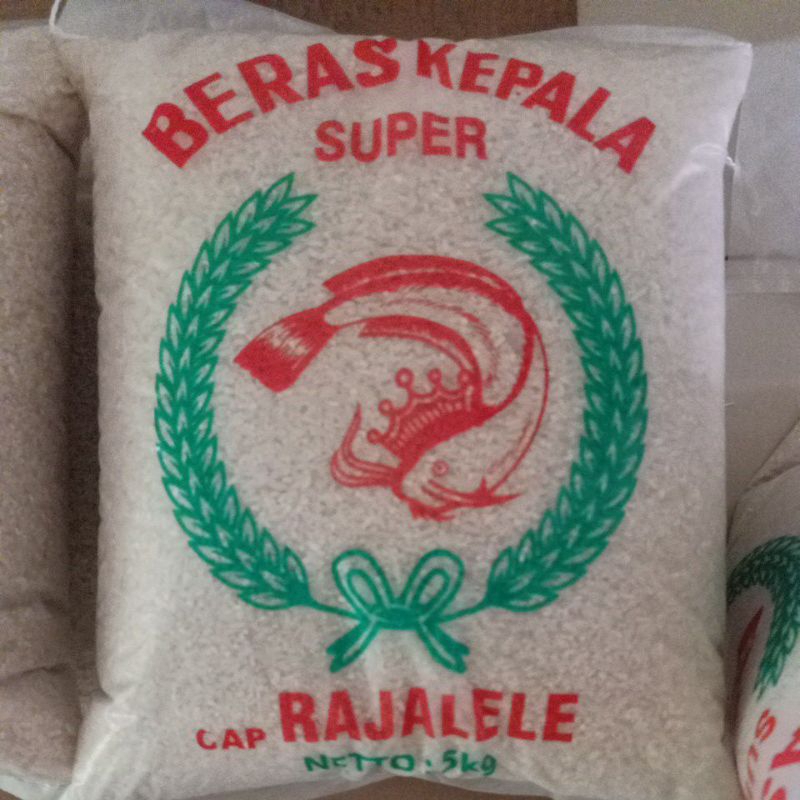 BERAS KEPALA
SUPER
CAP RAJALELE
NETTO : 5kg